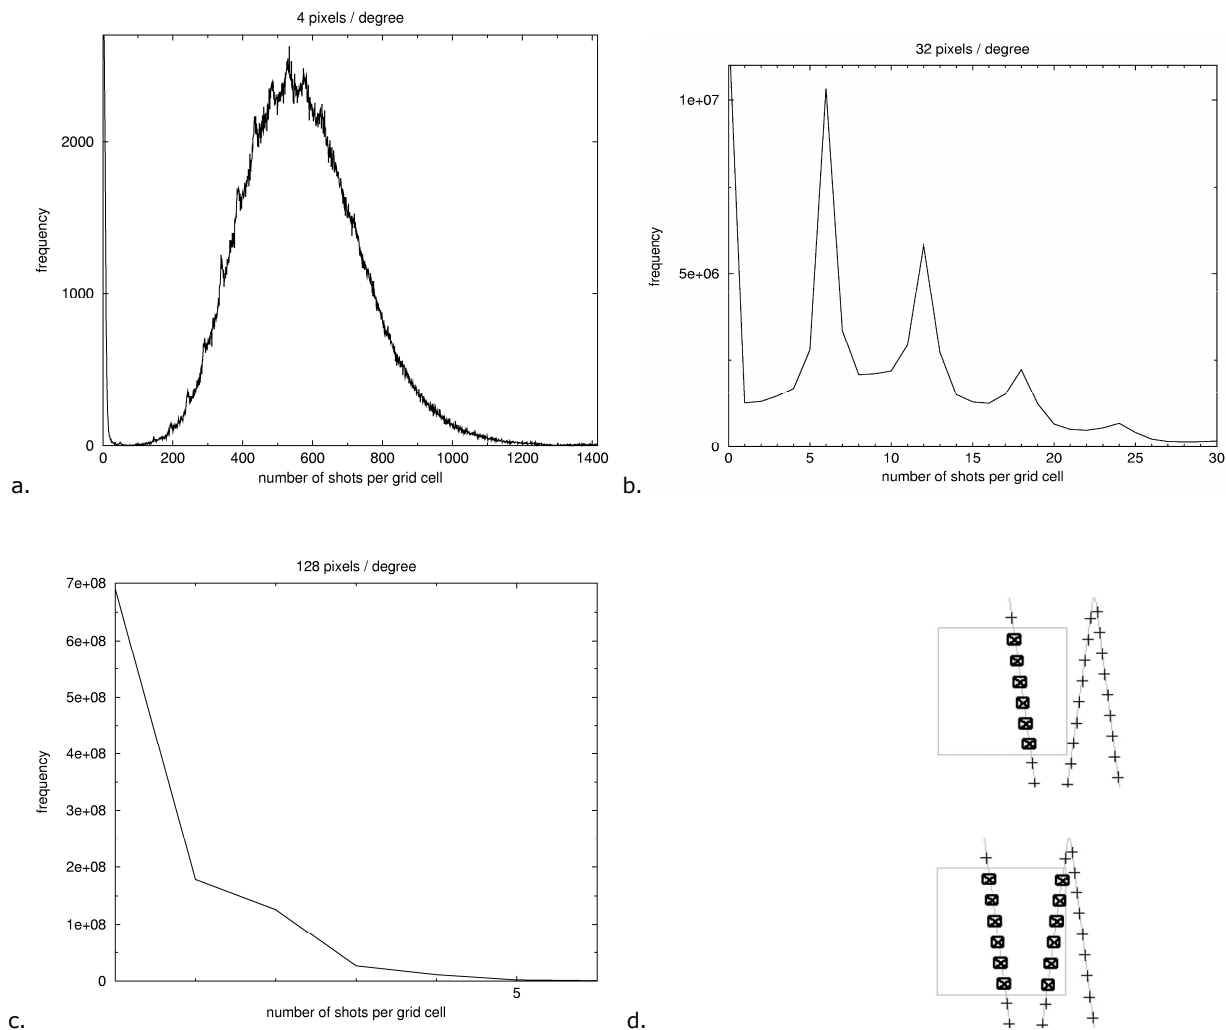 4 pixels / degree
2000
1000
0
frequency
0 200 400 600 800 1000 1200 1400
number of shots per grid cell
a.
32 pixels / degree
1e+07
5e+06
0
frequency
0 5 10 15 20 25 30
number of shots per grid cell
b.
128 pixels / degree
7e+08
6e+08
5e+08
4e+08
3e+08
2e+08
1e+08
0
frequency
5
number of shots per grid cell
c.
d.